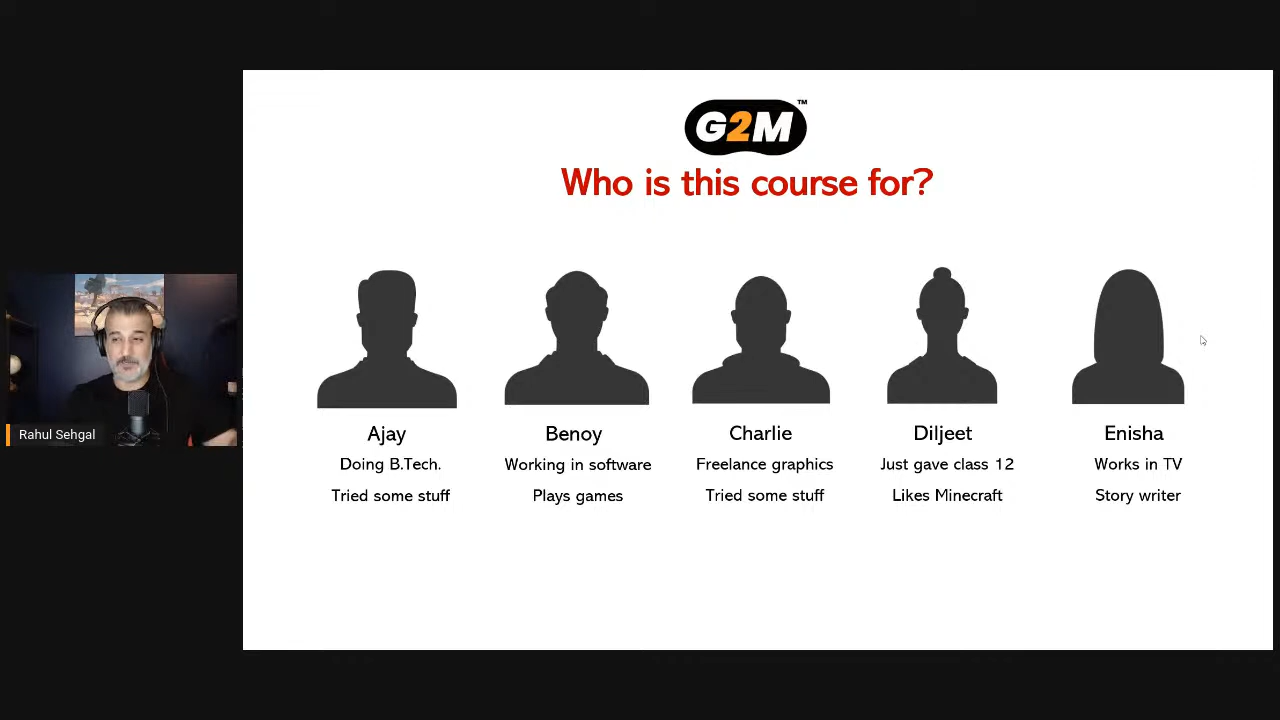 G2M™
Who is this course for?
Ajay
Doing B.Tech.
Tried some stuff
Benoy
Working in software
Plays games
Charlie
Freelance graphics
Tried some stuff
Diljeet
Just gave class 12
Likes Minecraft
Enisha
Works in TV
Story writer
Rahul Sehgal